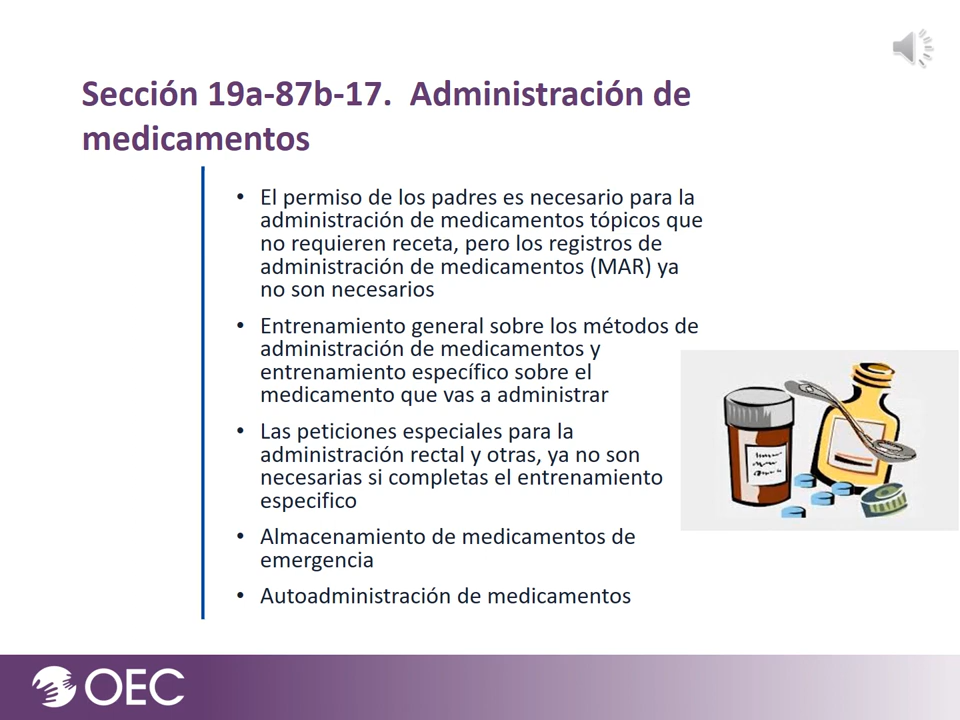 Sección 19a-87b-17. Administración de
medicamentos
• El permiso de los padres es necesario para la
administración de medicamentos tópicos que
no requieren receta, pero los registros de
administración de medicamentos (MAR) ya
no son necesarios
• Entrenamiento general sobre los métodos de
administración de medicamentos y
entrenamiento específico sobre el
medicamento que vas a administrar
• Las peticiones especiales para la
administración rectal y otras, ya no son
necesarias si completas el entrenamiento
especifico
• Almacenamiento de medicamentos de
emergencia
• Autoadministración de medicamentos
OEC